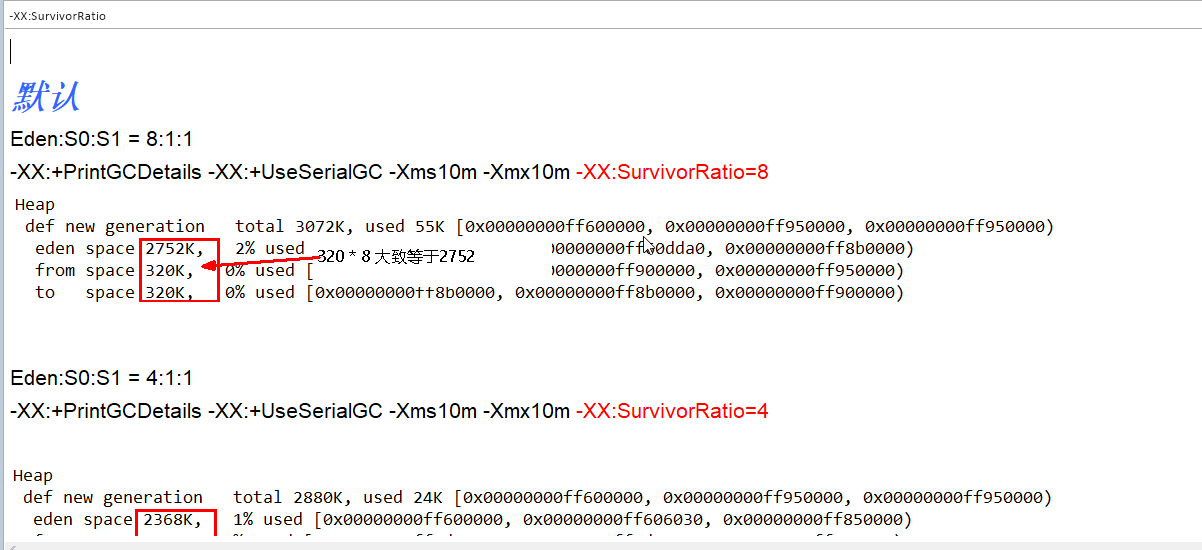 -XX:SurvivorRatio
默认
Eden:S0:S1 = 8:1:1
-XX:+PrintGCDetails -XX:+UseSerialGC -Xms10m -Xmx10m -XX:SurvivorRatio=8
Heap
def new generation total 3072K, used 55K [0x00000000ff600000, 0x00000000ff950000, 0x00000000ff950000)
eden space 2752K, 2% used 0dda0, 0x00000000ff8b0000)
320 * 8 大致等于2752
from space 320K, 0% used [ 00000000ff900000, 0x00000000ff950000)
to space 320K, 0% used [0x00000000ff8b0000, 0x00000000ff8b0000, 0x00000000ff900000)
Eden:S0:S1 = 4:1:1
-XX:+PrintGCDetails -XX:+UseSerialGC -Xms10m -Xmx10m -XX:SurvivorRatio=4
Heap
def new generation total 2880K, used 24K [0x00000000ff600000, 0x00000000ff950000, 0x00000000ff950000)
eden space 2368K, 1% used [0x00000000ff600000, 0x00000000ff606030, 0x00000000ff850000)